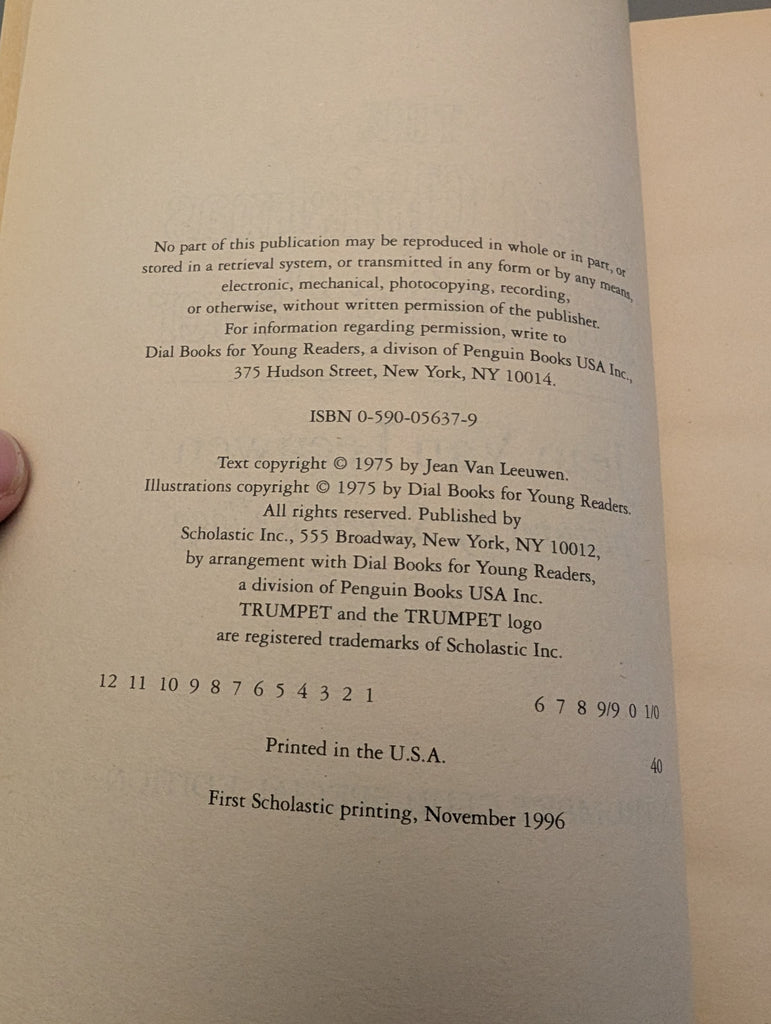 No part of this publication may be reproduced in whole or in part, or
stored in a retrieval system, or transmitted in any form or by any means,
electronic, mechanical, photocopying, recording,
or otherwise, without written permission of the publisher.
For information regarding permission, write to
Dial Books for Young Readers, a divison of Penguin Books USA Inc.,
375 Hudson Street, New York, NY 10014.
ISBN 0-590-05637-9
Text copyright © 1975 by Jean Van Leeuwen.
Illustrations copyright © 1975 by Dial Books for Young Readers.
All rights reserved. Published by
Scholastic Inc., 555 Broadway, New York, NY 10012,
by arrangement with Dial Books for Young Readers,
a division of Penguin Books USA Inc.
TRUMPET and the TRUMPET logo
are registered trademarks of Scholastic Inc.
12 11 10 9 8 7 6 5 4 3 2 1 6 7 8 9/9 0 1/0
Printed in the U.S.A. 40
First Scholastic printing, November 1996